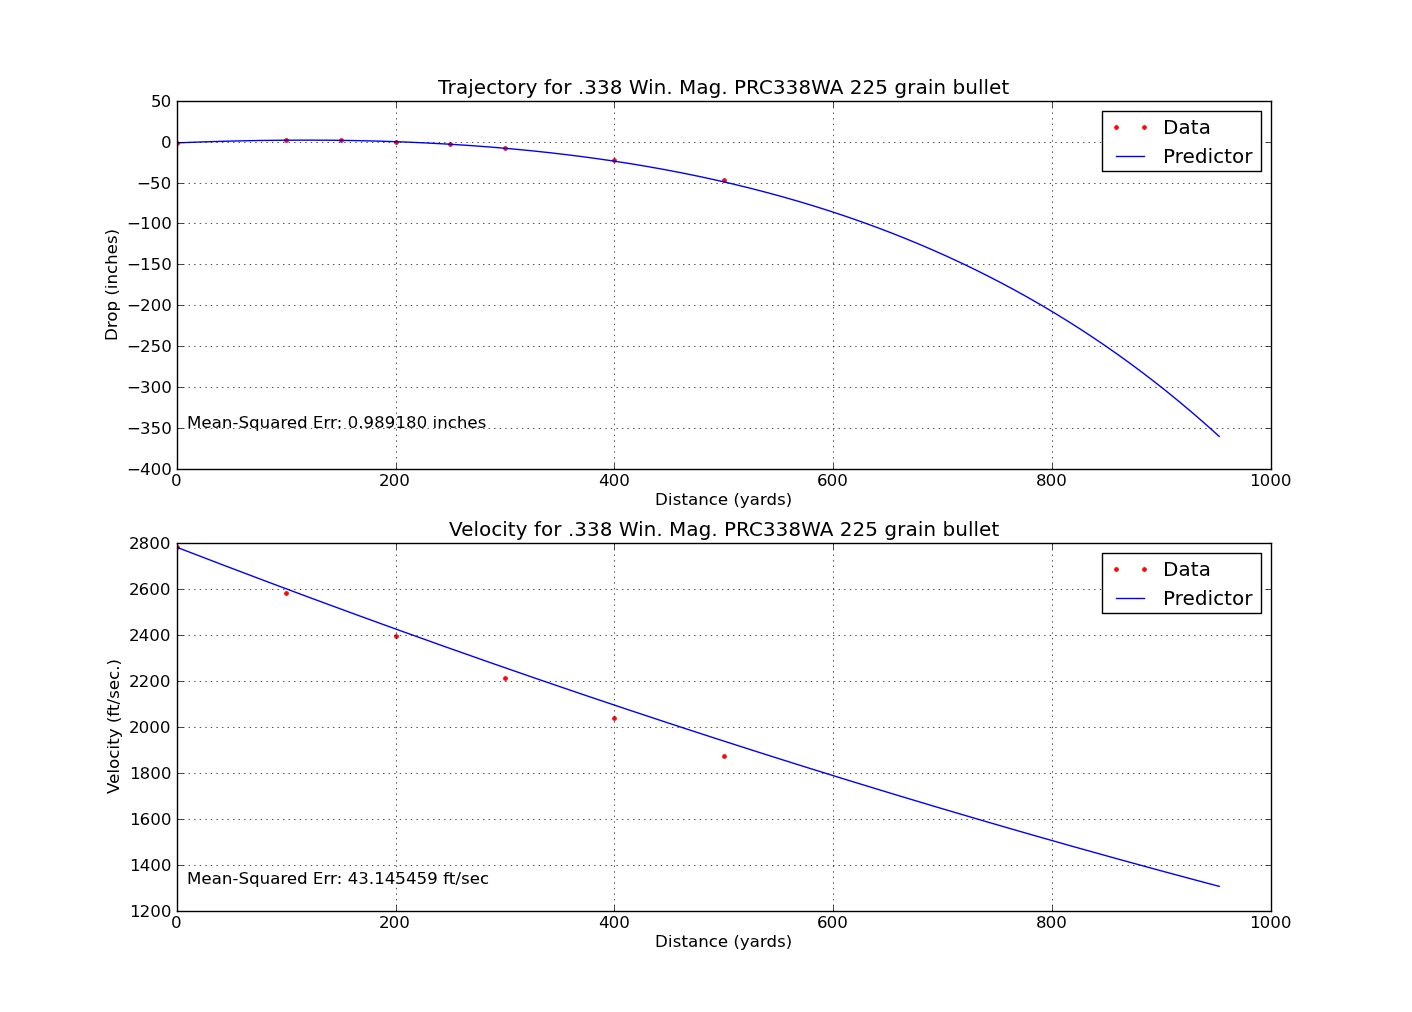 Trajectory for .338 Win. Mag. PRC338WA 225 grain bullet
50
0
−50
−100
−150
−200
−250
−300
−350
−400
Drop (inches)
Data
Predictor
Mean-Squared Err: 0.989180 inches
0 200 400 600 800 1000
Distance (yards)
Velocity for .338 Win. Mag. PRC338WA 225 grain bullet
2800
2600
2400
2200
2000
1800
1600
1400
1200
Velocity (ft/sec.)
Data
Predictor
Mean-Squared Err: 43.145459 ft/sec
0 200 400 600 800 1000
Distance (yards)